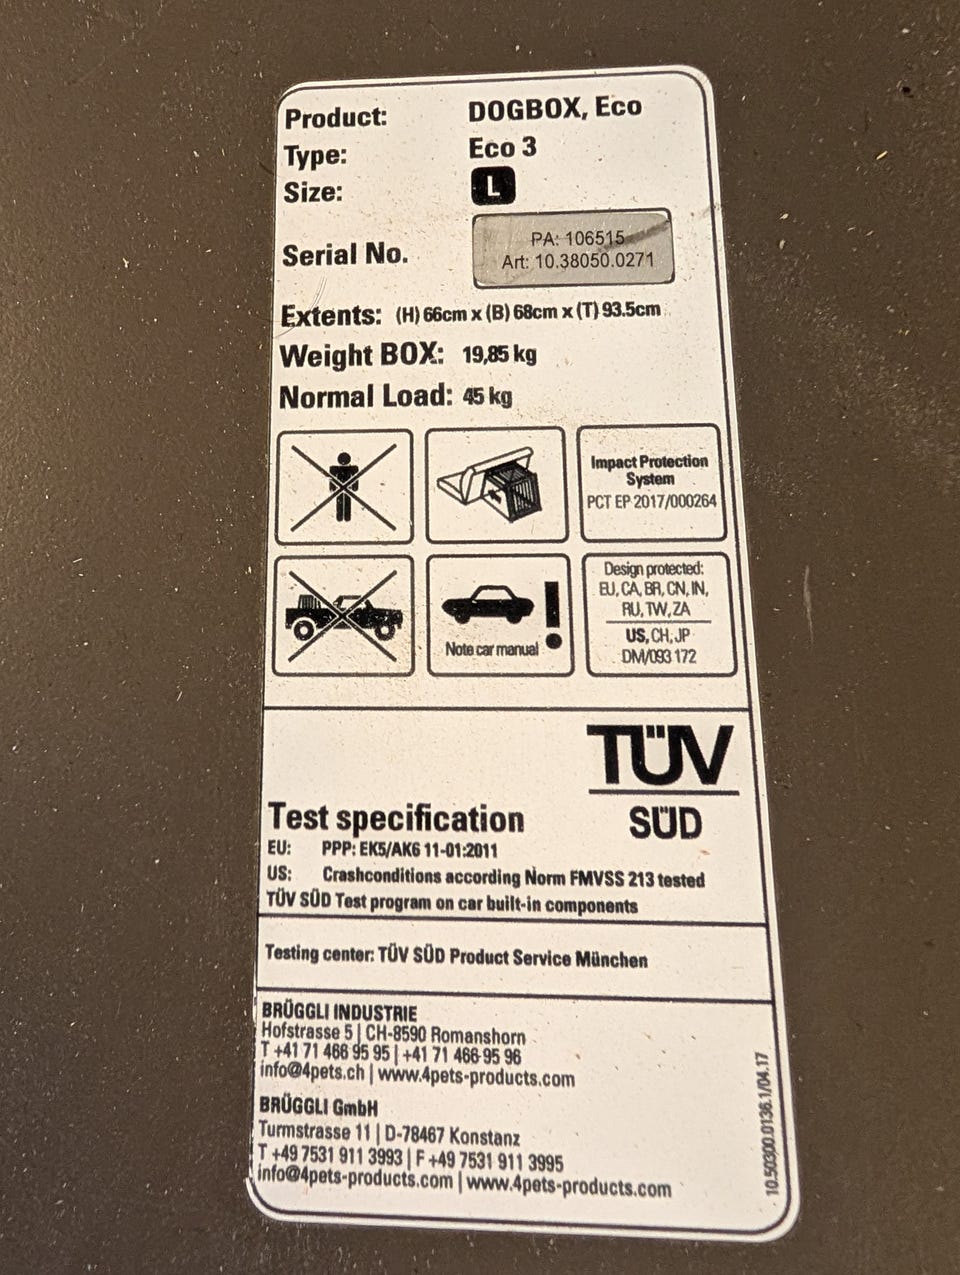 Product: DOGBOX, Eco
Type: Eco 3
Size: L
Serial No. PA: 106515
Art: 10.38050.0271
Extents: (H) 66cm x (B) 68cm x (T) 93.5cm
Weight BOX: 19,85 kg
Normal Load: 45 kg
Impact Protection
System
PCT EP 2017/000264
Note car manual
Design protected:
EU, CA, BR, CN, IN,
RU, TW, ZA
US, CH, JP
DM/093 172
TÜV
SÜD
Test specification
EU: PPP: EK5/AK6 11-01:2011
US: Crashconditions according Norm FMVSS 213 tested
TÜV SÜD Test program on car built-in components
Testing center: TÜV SÜD Product Service München
BRÜGGLI INDUSTRIE
Hofstrasse 5 | CH-8590 Romanshorn
T +41 71 466 95 95 | +41 71 466 95 96
info@4pets.ch | www.4pets-products.com
BRÜGGLI GmbH
Turmstrasse 11 | D-78467 Konstanz
T +49 7531 911 3993 | F +49 7531 911 3995
info@4pets-products.com | www.4pets-products.com
10.50300.0136.1/04.17